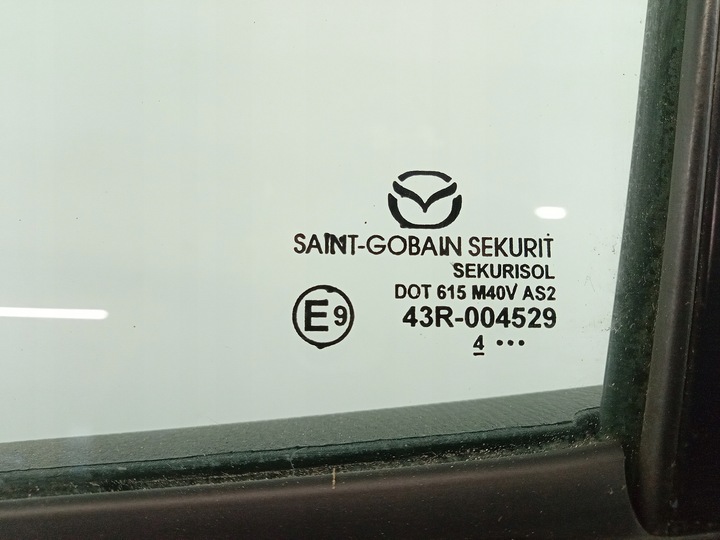 SAINT-GOBAIN SEKURIT
SEKURISOL
DOT 615 M40V AS2
E9 43R-004529
4 •••